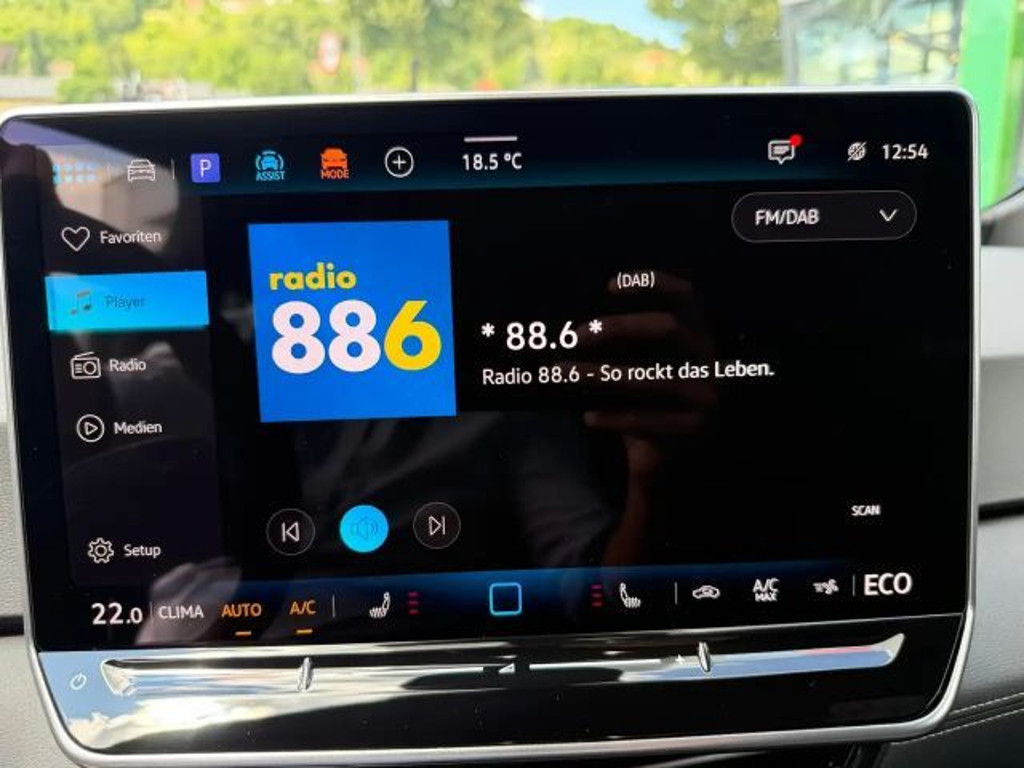 P
ASSIST
MODE
18.5 °C
12:54
Favoriten
FM/DAB
Player
radio
886
(DAB)
* 88.6 *
Radio
Radio 88.6 - So rockt das Leben.
Medien
SCAN
Setup
22.0 CLIMA AUTO A/C
A/C
MAX
ECO